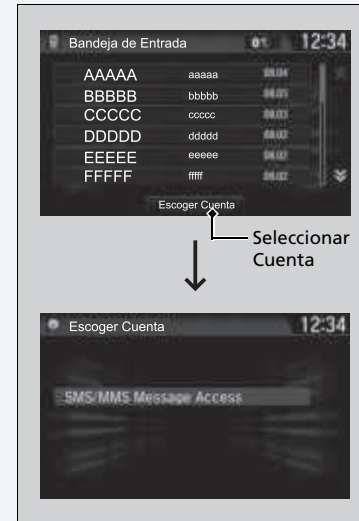 Bandeja de Entrada 12:34
AAAAA aaaaa
BBBBB bbbbb
CCCCC ccccc
DDDDD ddddd
EEEEE eeeee
FFFFF fffff
Escoger Cuenta
Seleccionar
Cuenta
Escoger Cuenta 12:34
SMS/MMS Message Access